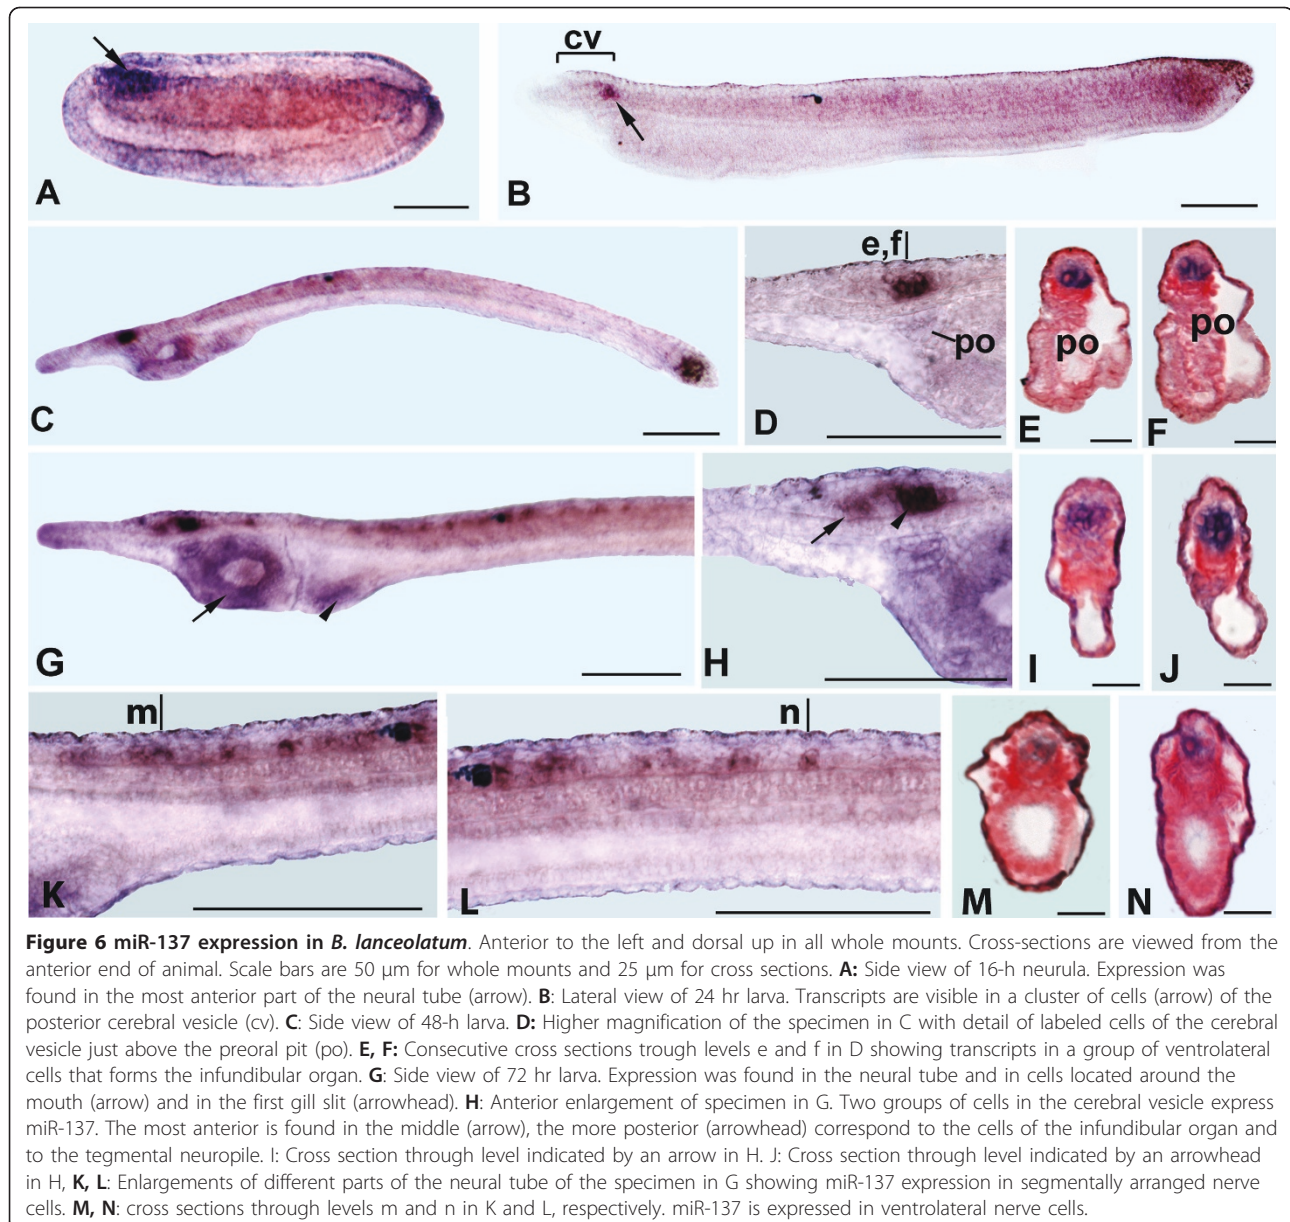 A
cv
B
C
e,f
po
D
po
E
po
F
G
H
I
J
m
K
n
L
M
N
Figure 6 miR-137 expression in B. lanceolatum. Anterior to the left and dorsal up in all whole mounts. Cross-sections are viewed from the
anterior end of animal. Scale bars are 50 µm for whole mounts and 25 µm for cross sections. A: Side view of 16-h neurula. Expression was
found in the most anterior part of the neural tube (arrow). B: Lateral view of 24 hr larva. Transcripts are visible in a cluster of cells (arrow) of the
posterior cerebral vesicle (cv). C: Side view of 48-h larva. D: Higher magnification of the specimen in C with detail of labeled cells of the cerebral
vesicle just above the preoral pit (po). E, F: Consecutive cross sections trough levels e and f in D showing transcripts in a group of ventrolateral
cells that forms the infundibular organ. G: Side view of 72 hr larva. Expression was found in the neural tube and in cells located around the
mouth (arrow) and in the first gill slit (arrowhead). H: Anterior enlargement of specimen in G. Two groups of cells in the cerebral vesicle express
miR-137. The most anterior is found in the middle (arrow), the more posterior (arrowhead) correspond to the cells of the infundibular organ and
to the tegmental neuropile. I: Cross section through level indicated by an arrow in H. J: Cross section through level indicated by an arrowhead
in H, K, L: Enlargements of different parts of the neural tube of the specimen in G showing miR-137 expression in segmentally arranged nerve
cells. M, N: cross sections through levels m and n in K and L, respectively. miR-137 is expressed in ventrolateral nerve cells.